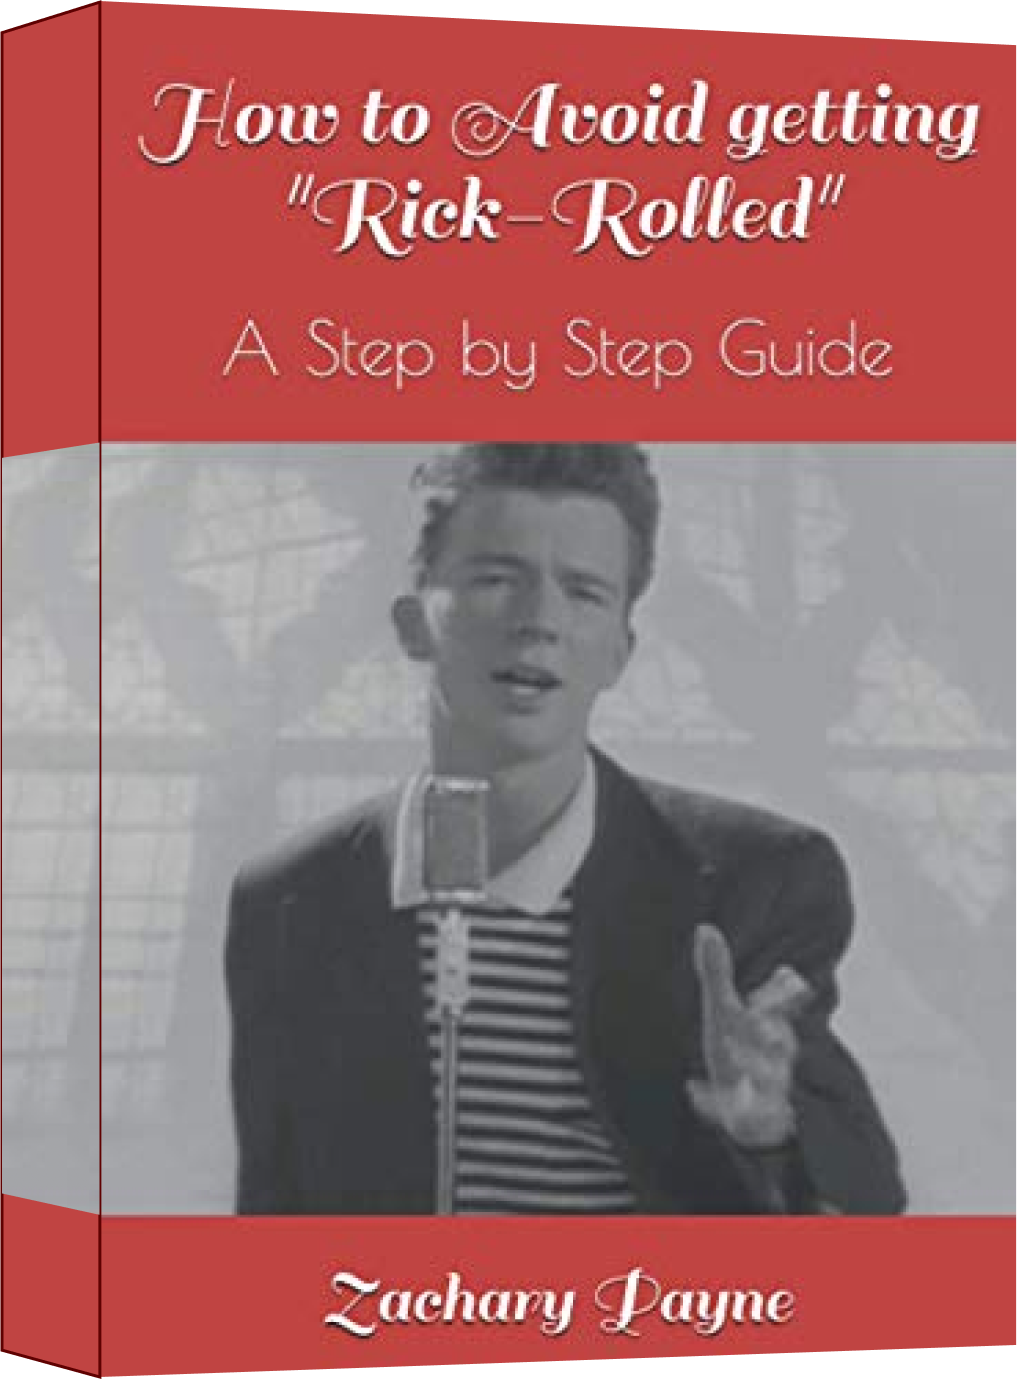 How to Avoid getting
"Rick-Rolled"
A Step by Step Guide
Zachary Payne